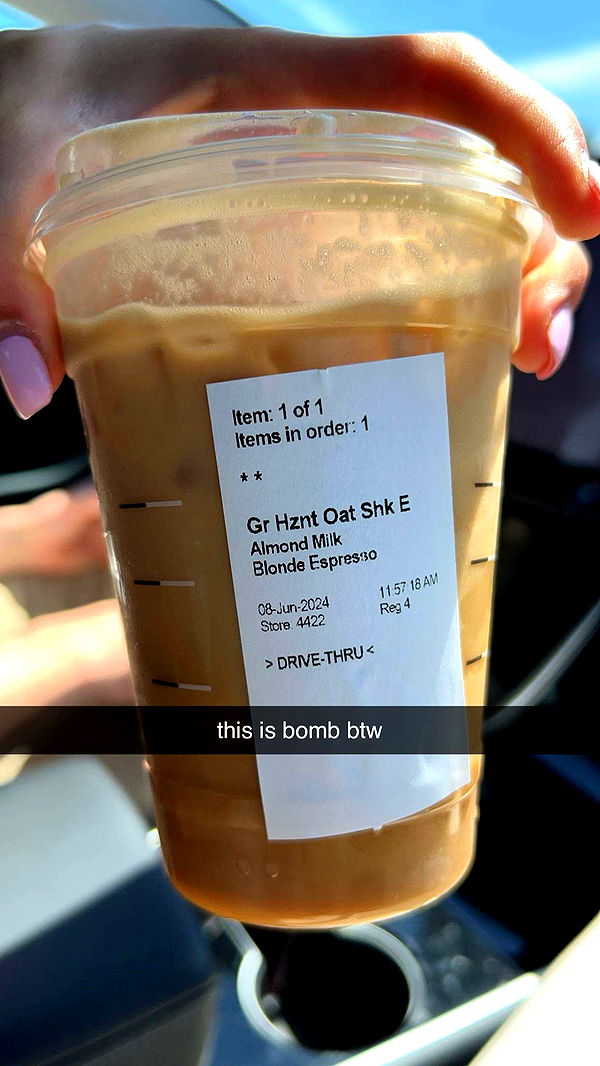 Item: 1 of 1
Items in order: 1
* *
Gr Hznt Oat Shk E
Almond Milk
Blonde Espresso
08-Jun-2024 11:57:18 AM
Store: 4422 Reg 4
> DRIVE-THRU <
this is bomb btw